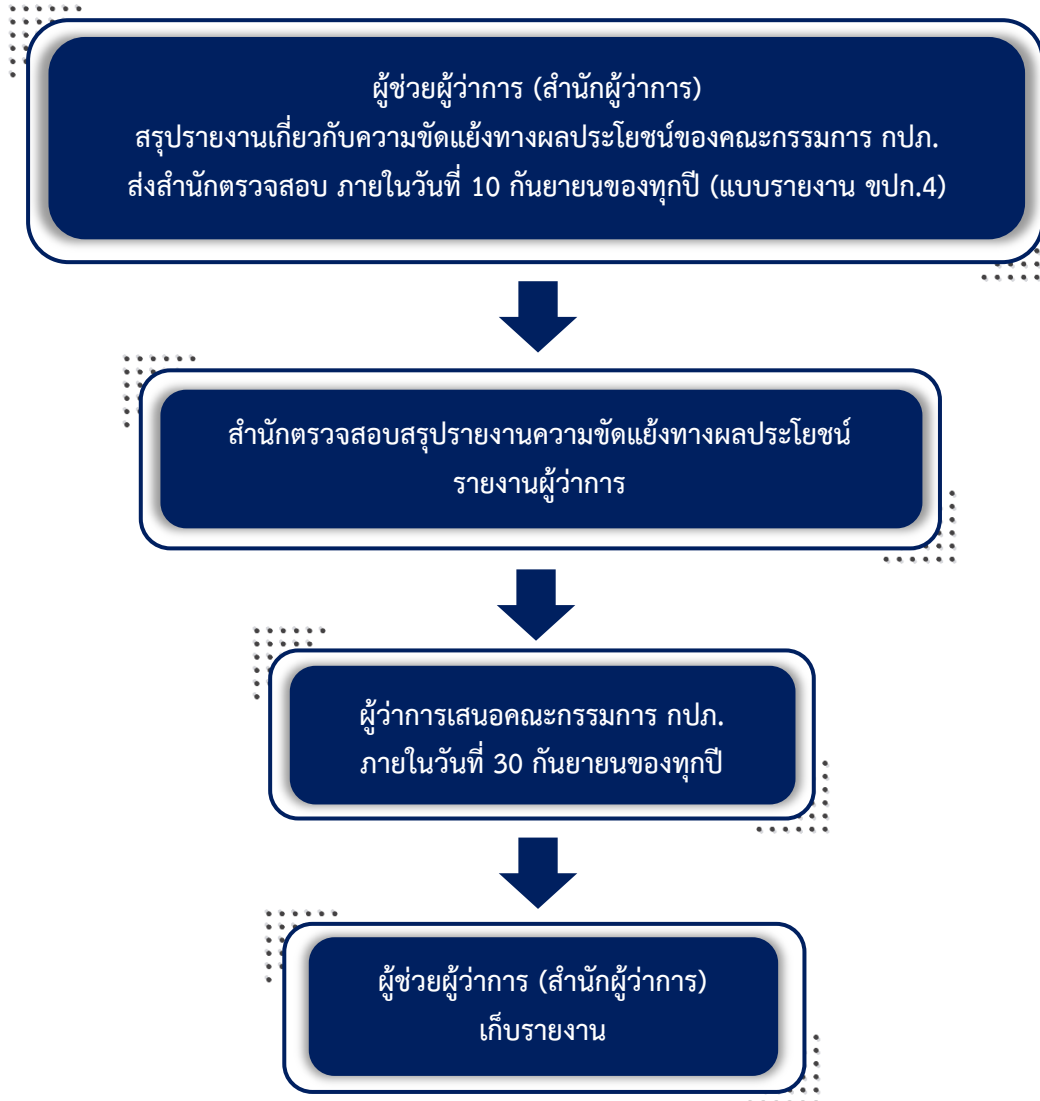 ผู้ช่วยผู้ว่าการ (สำนักผู้ว่าการ)
สรุปรายงานเกี่ยวกับความขัดแย้งทางผลประโยชน์ของคณะกรรมการ กปภ.
ส่งสำนักตรวจสอบ ภายในวันที่ 10 กันยายนของทุกปี (แบบรายงาน ขปก.4)
สำนักตรวจสอบสรุปรายงานความขัดแย้งทางผลประโยชน์
รายงานผู้ว่าการ
ผู้ว่าการเสนอคณะกรรมการ กปภ.
ภายในวันที่ 30 กันยายนของทุกปี
ผู้ช่วยผู้ว่าการ (สำนักผู้ว่าการ)
เก็บรายงาน